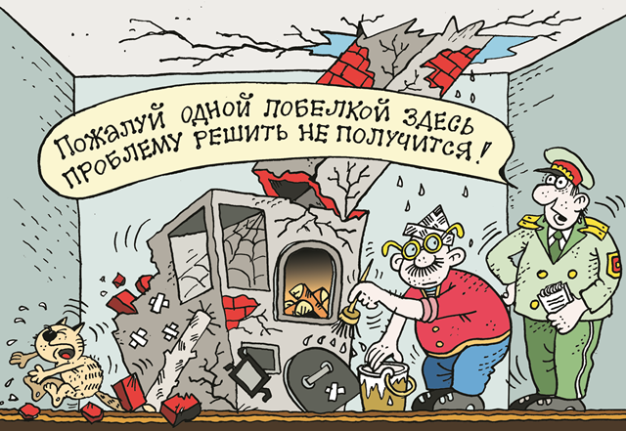 Пожалуй одной побелкой здесь
проблему решить не получится!